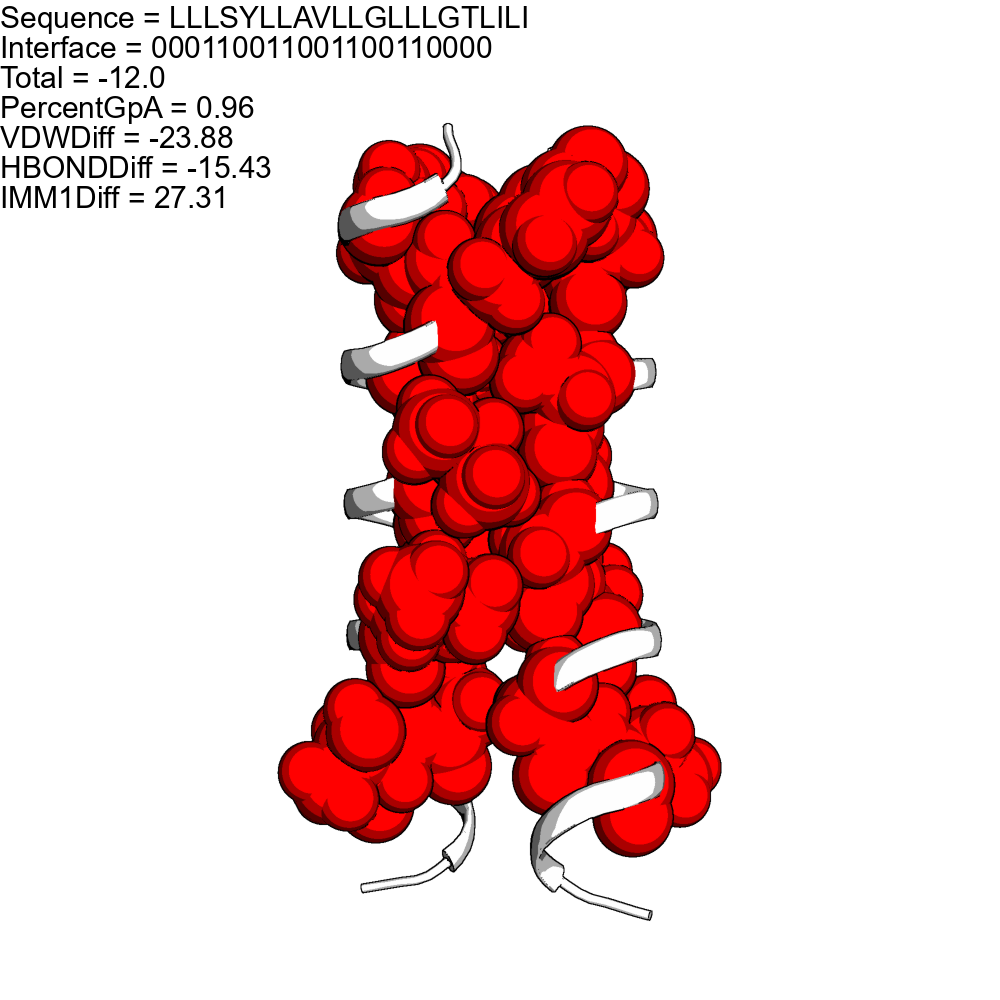 Sequence = LLLSYLLAVLLGLLLGTLILI
Interface = 000110011001100110000
Total = -12.0
PercentGpA = 0.96
VDWDiff = -23.88
HBONDDiff = -15.43
IMM1Diff = 27.31